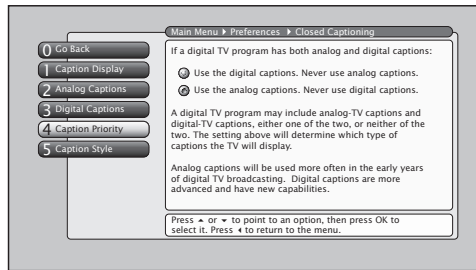 Main Menu ▸ Preferences ▸ Closed Captioning
0 Go Back
1 Caption Display
2 Analog Captions
3 Digital Captions
4 Caption Priority
5 Caption Style
If a digital TV program has both analog and digital captions:
Use the digital captions. Never use analog captions.
Use the analog captions. Never use digital captions.
A digital TV program may include analog-TV captions and
digital-TV captions, either one of the two, or neither of the
two. The setting above will determine which type of
captions the TV will display.
Analog captions will be used more often in the early years
of digital TV broadcasting. Digital captions are more
advanced and have new capabilities.
Press ▲ or ▼ to point to an option, then press OK to
select it. Press ◂ to return to the menu.